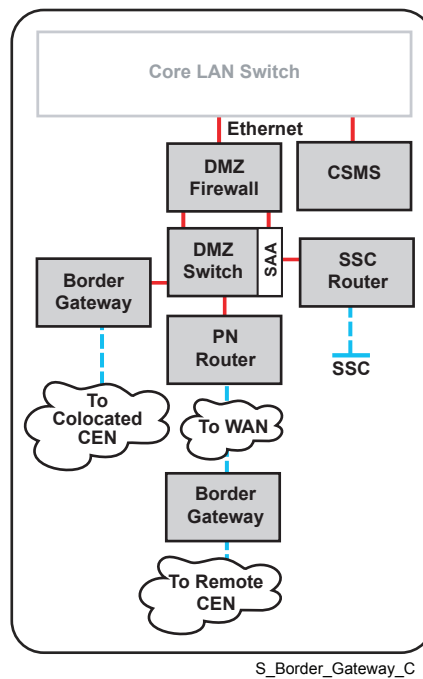 Core LAN Switch
Ethernet
DMZ
Firewall
CSMS
DMZ
Switch
SAA
SSC
Router
Border
Gateway
PN
Router
SSC
To
Colocated
CEN
To WAN
Border
Gateway
To Remote
CEN
S_Border_Gateway_C